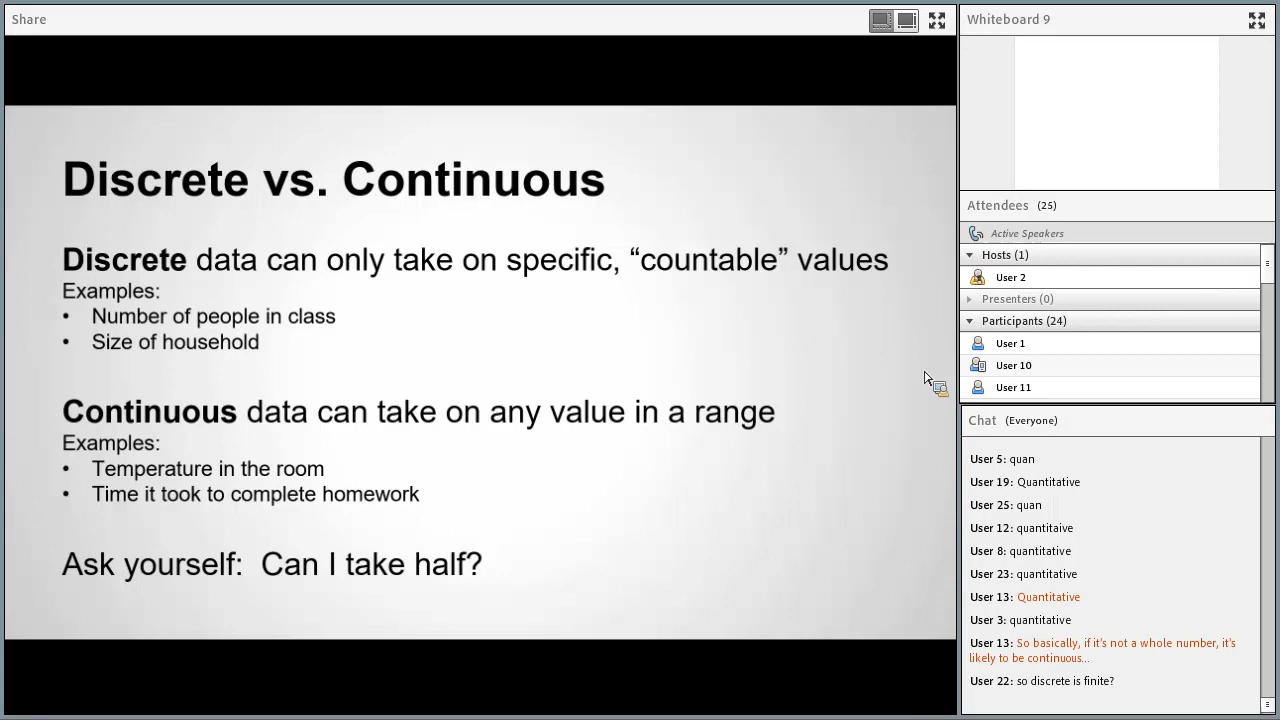 Share
Discrete vs. Continuous
Discrete data can only take on specific, “countable” values
Examples:
• Number of people in class
• Size of household
Continuous data can take on any value in a range
Examples:
• Temperature in the room
• Time it took to complete homework
Ask yourself:  Can I take half?
Whiteboard 9
Attendees (25)
Active Speakers
Hosts (1)
User 2
Presenters (0)
Participants (24)
User 1
User 10
User 11
Chat (Everyone)
User 5: quan
User 19: Quantitative
User 25: quan
User 12: quantitaive
User 8: quantitative
User 23: quantitative
User 13: Quantitative
User 3: quantitative
User 13: So basically, if it's not a whole number, it's
likely to be continuous...
User 22: so discrete is finite?